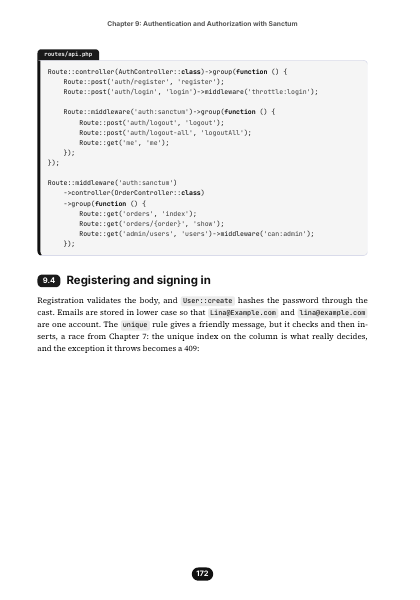 Chapter 9: Authentication and Authorization with Sanctum
routes/api.php
Route::controller(AuthController::class)->group(function () {
    Route::post('auth/register', 'register');
    Route::post('auth/login', 'login')->middleware('throttle:login');

    Route::middleware('auth:sanctum')->group(function () {
        Route::post('auth/logout', 'logout');
        Route::post('auth/logout-all', 'logoutAll');
        Route::get('me', 'me');
    });
});

Route::middleware('auth:sanctum')
    ->controller(OrderController::class)
    ->group(function () {
        Route::get('orders', 'index');
        Route::get('orders/{order}', 'show');
        Route::get('admin/users', 'users')->middleware('can:admin');
    });
9.4 Registering and signing in
Registration validates the body, and User::create hashes the password through the
cast. Emails are stored in lower case so that Lina@Example.com and lina@example.com
are one account. The unique rule gives a friendly message, but it checks and then in-
serts, a race from Chapter 7: the unique index on the column is what really decides,
and the exception it throws becomes a 409:
172